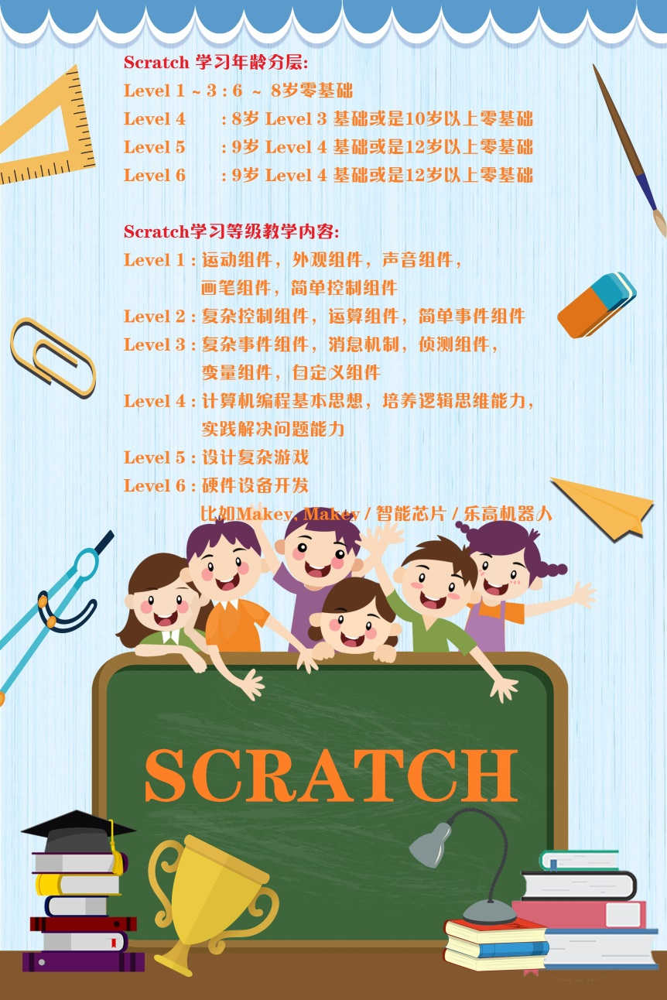 Scratch 学习年龄分层:
Level 1 ~ 3 : 6 ~ 8岁零基础
Level 4 : 8岁 Level 3 基础或是10岁以上零基础
Level 5 : 9岁 Level 4 基础或是12岁以上零基础
Level 6 : 9岁 Level 4 基础或是12岁以上零基础
Scratch学习等级教学内容:
Level 1 : 运动组件，外观组件，声音组件，
画笔组件，简单控制组件
Level 2 : 复杂控制组件，运算组件，简单事件组件
Level 3 : 复杂事件组件，消息机制，侦测组件，
变量组件，自定义组件
Level 4 : 计算机编程基本思想，培养逻辑思维能力，
实践解决问题能力
Level 5 : 设计复杂游戏
Level 6 : 硬件设备开发
比如Makey, Makey / 智能芯片 / 乐高机器人
SCRATCH